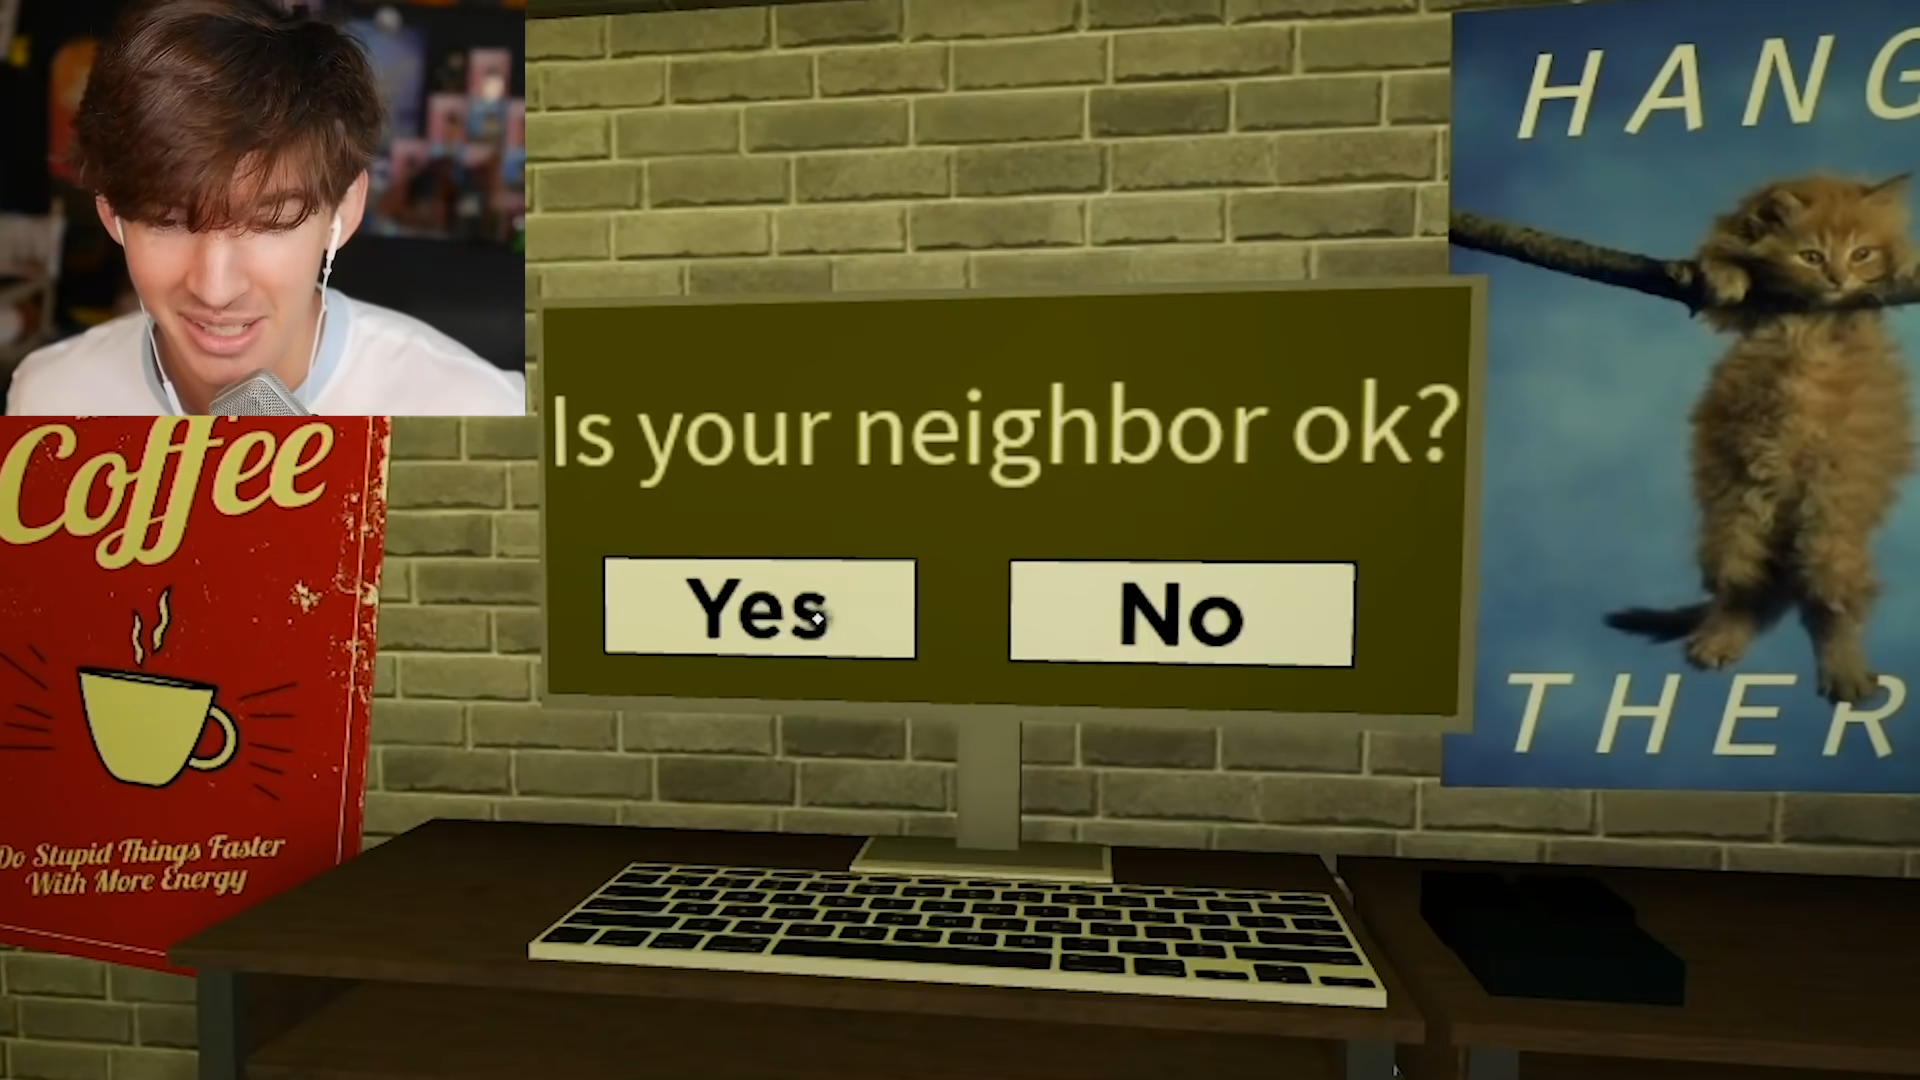 Coffee
Do Stupid Things Faster
With More Energy
Is your neighbor ok?
Yes
No
HANG
THER